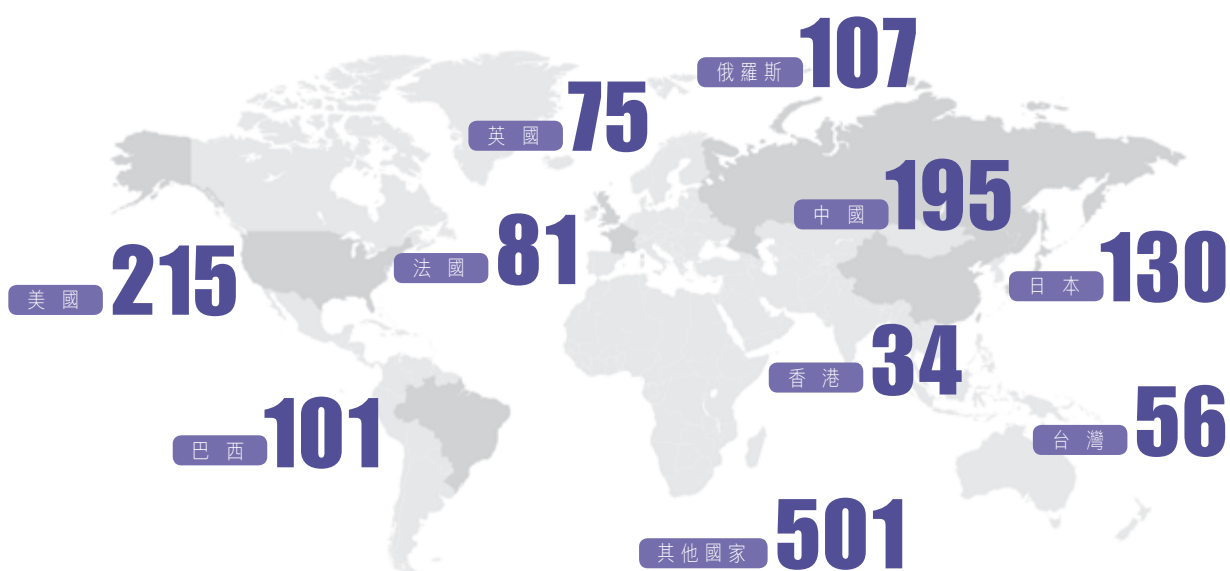 俄羅斯 107
英國 75
中國 195
法國 81
日本 130
美國 215
香港 34
台灣 56
巴西 101
其他國家 501